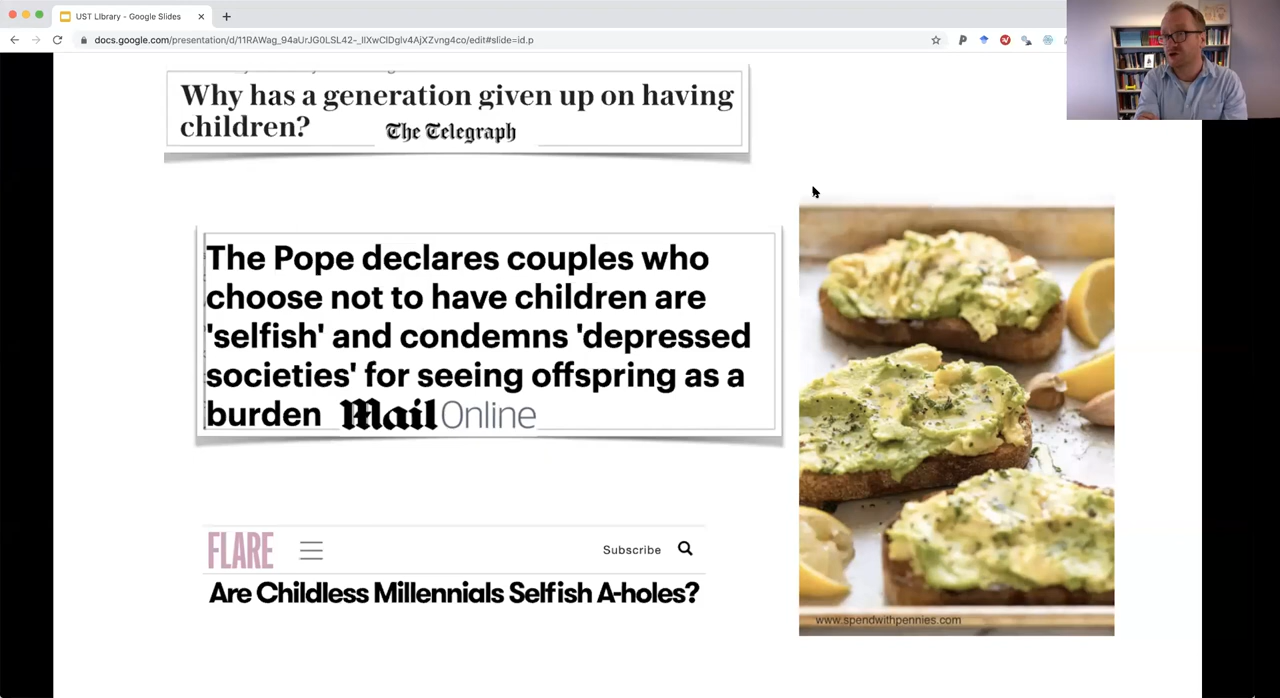 UST LIbrary - Google Slides
docs.google.com/presentation/d/11RAWag_94aUrJG0LSL42-_IIXwCIDglv4AjXZvng4co/edit#slide=id.p
Why has a generation given up on having
children?
The Telegraph
The Pope declares couples who
choose not to have children are
'selfish' and condemns 'depressed
societies' for seeing offspring as a
burden
Mail Online
FLARE
Subscribe
Are Childless Millennials Selfish A-holes?
www.spendwithpennies.com